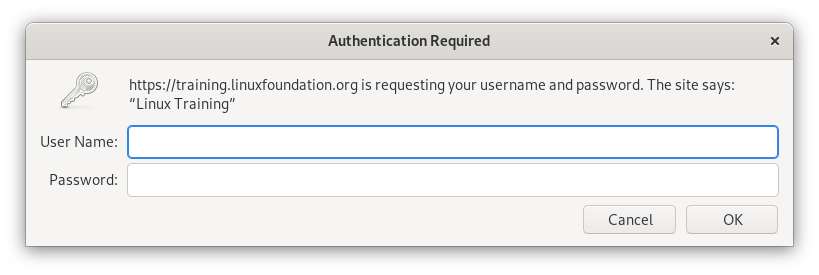 Authentication Required
https://training.linuxfoundation.org is requesting your username and password. The site says:
“Linux Training”
User Name:
Password:
Cancel OK